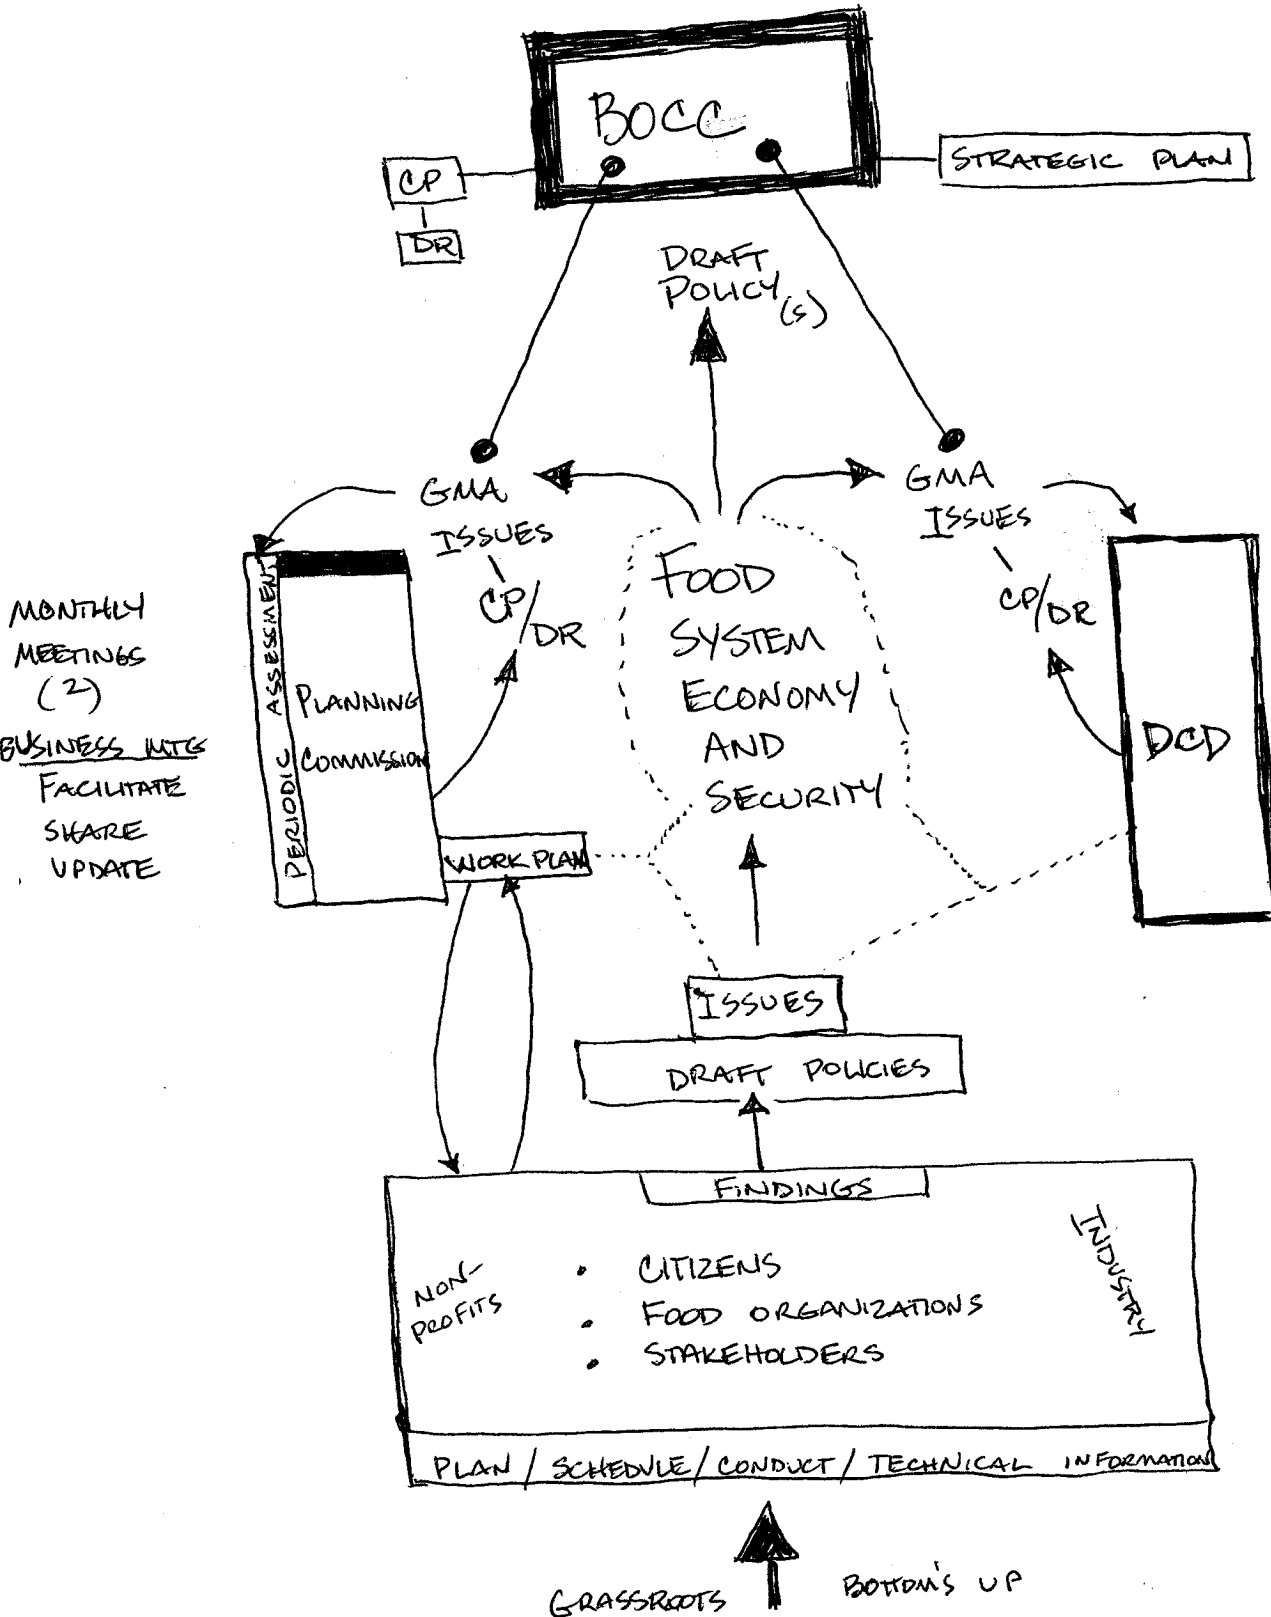 BOCC
STRATEGIC PLAN
CP
DR
DRAFT
POLICY(S)
GMA
ISSUES
CP/DR
GMA
ISSUES
CP/DR
FOOD
SYSTEM
ECONOMY
AND
SECURITY
MONTHLY
MEETINGS
(2)
BUSINESS MTG
FACILITATE
SHARE
UPDATE
PERIODIC ASSESSMENT
PLANNING
COMMISSION
WORK PLAN
DCD
ISSUES
DRAFT POLICIES
FINDINGS
NON-
PROFITS
• CITIZENS
• FOOD ORGANIZATIONS
• STAKEHOLDERS
INDUSTRY
PLAN / SCHEDULE / CONDUCT / TECHNICAL INFORMATION
GRASSROOTS BOTTOM'S UP